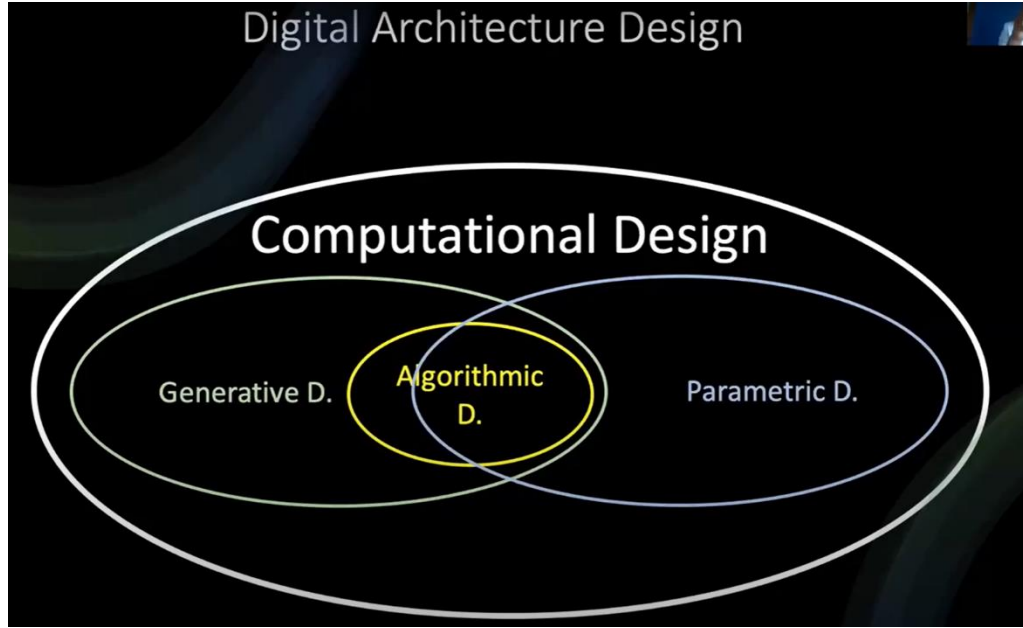 Digital Architecture Design
Computational Design
Generative D.
Algorithmic
D.
Parametric D.